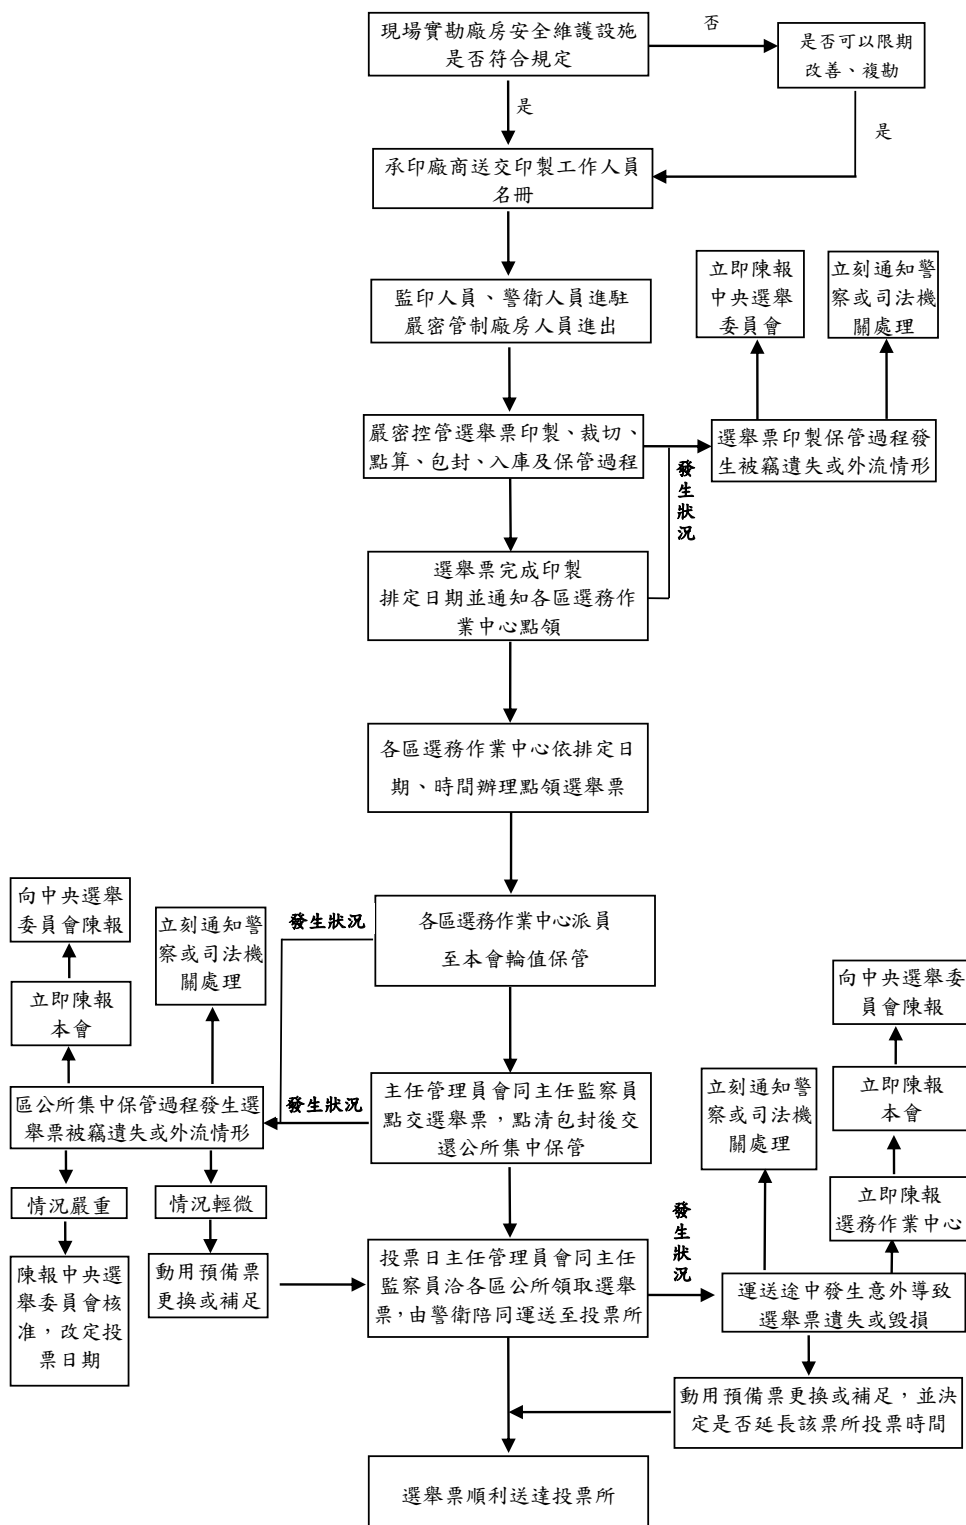 現場實勘廠房安全維護設施
是否符合規定
否
是否可以限期
改善、複勘
是
是
承印廠商送交印製工作人員
名冊
監印人員、警衛人員進駐
嚴密管制廠房人員進出
立即陳報
中央選舉
委員會
立刻通知警
察或司法機
關處理
嚴密控管選舉票印製、裁切、
點算、包封、入庫及保管過程
發生狀況
選舉票印製保管過程發
生被竊遺失或外流情形
選舉票完成印製
排定日期並通知各區選務作
業中心點領
各區選務作業中心依排定日
期、時間辦理點領選舉票
各區選務作業中心派員
至本會輪值保管
發生狀況
向中央選舉
委員會陳報
立刻通知警
察或司法機
關處理
立即陳報
本會
區公所集中保管過程發生選
舉票被竊遺失或外流情形
發生狀況
主任管理員會同主任監察員
點交選舉票，點清包封後交
還公所集中保管
情況嚴重
情況輕微
陳報中央選
舉委員會核
准，改定投
票日期
動用預備票
更換或補足
投票日主任管理員會同主任
監察員洽各區公所領取選舉
票，由警衛陪同運送至投票所
發生狀況
向中央選舉委
員會陳報
立即陳報
本會
立刻通知警
察或司法機
關處理
立即陳報
選務作業中心
運送途中發生意外導致
選舉票遺失或毀損
動用預備票更換或補足，並決
定是否延長該票所投票時間
選舉票順利送達投票所